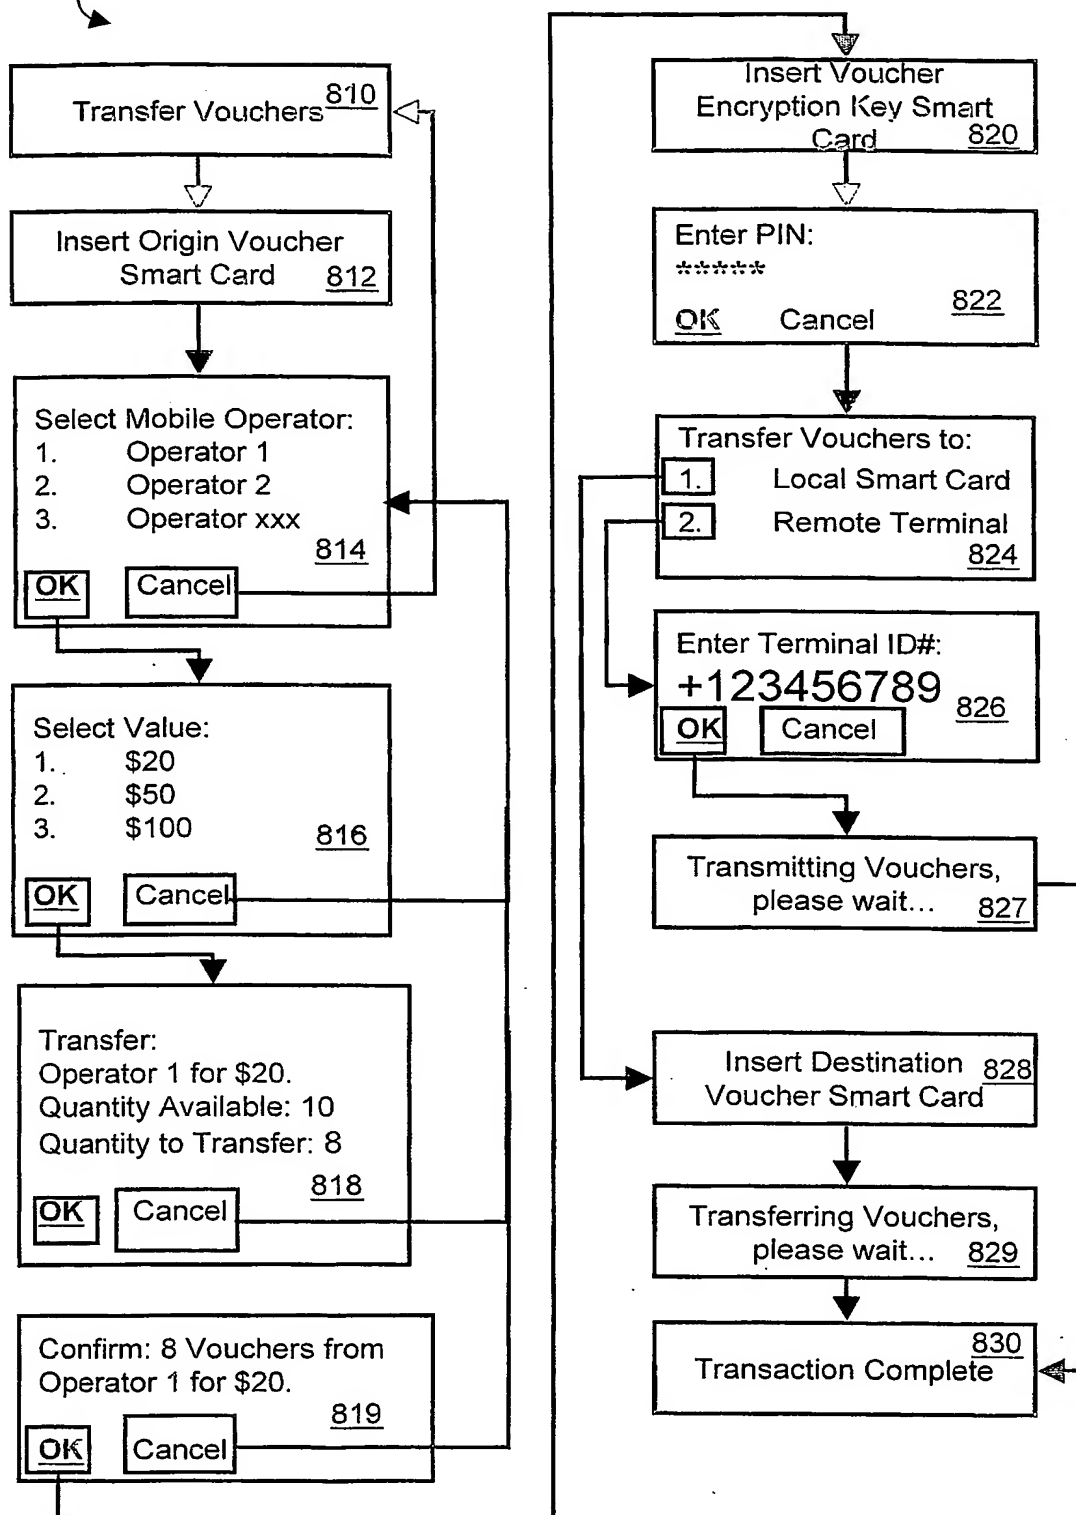 Transfer Vouchers 810
Insert Origin Voucher
Smart Card 812
Select Mobile Operator:
1. Operator 1
2. Operator 2
3. Operator xxx
814
OK Cancel
Select Value:
1. $20
2. $50
3. $100
816
OK Cancel
Transfer:
Operator 1 for $20.
Quantity Available: 10
Quantity to Transfer: 8
818
OK Cancel
Confirm: 8 Vouchers from
Operator 1 for $20.
819
OK Cancel
Insert Voucher
Encryption Key Smart
Card 820
Enter PIN:
*****
822
OK Cancel
Transfer Vouchers to:
1. Local Smart Card
2. Remote Terminal
824
Enter Terminal ID#:
+123456789
826
OK Cancel
Transmitting Vouchers,
please wait... 827
Insert Destination 828
Voucher Smart Card
Transferring Vouchers,
please wait... 829
830
Transaction Complete